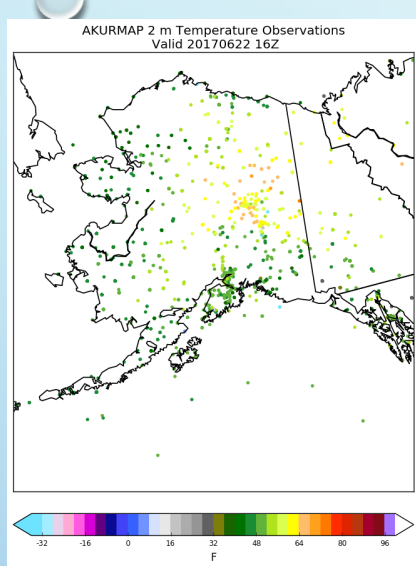 AKURMAP 2 m Temperature Observations
Valid 20170622 16Z
-32 -16 0 16 32 48 64 80 96
F